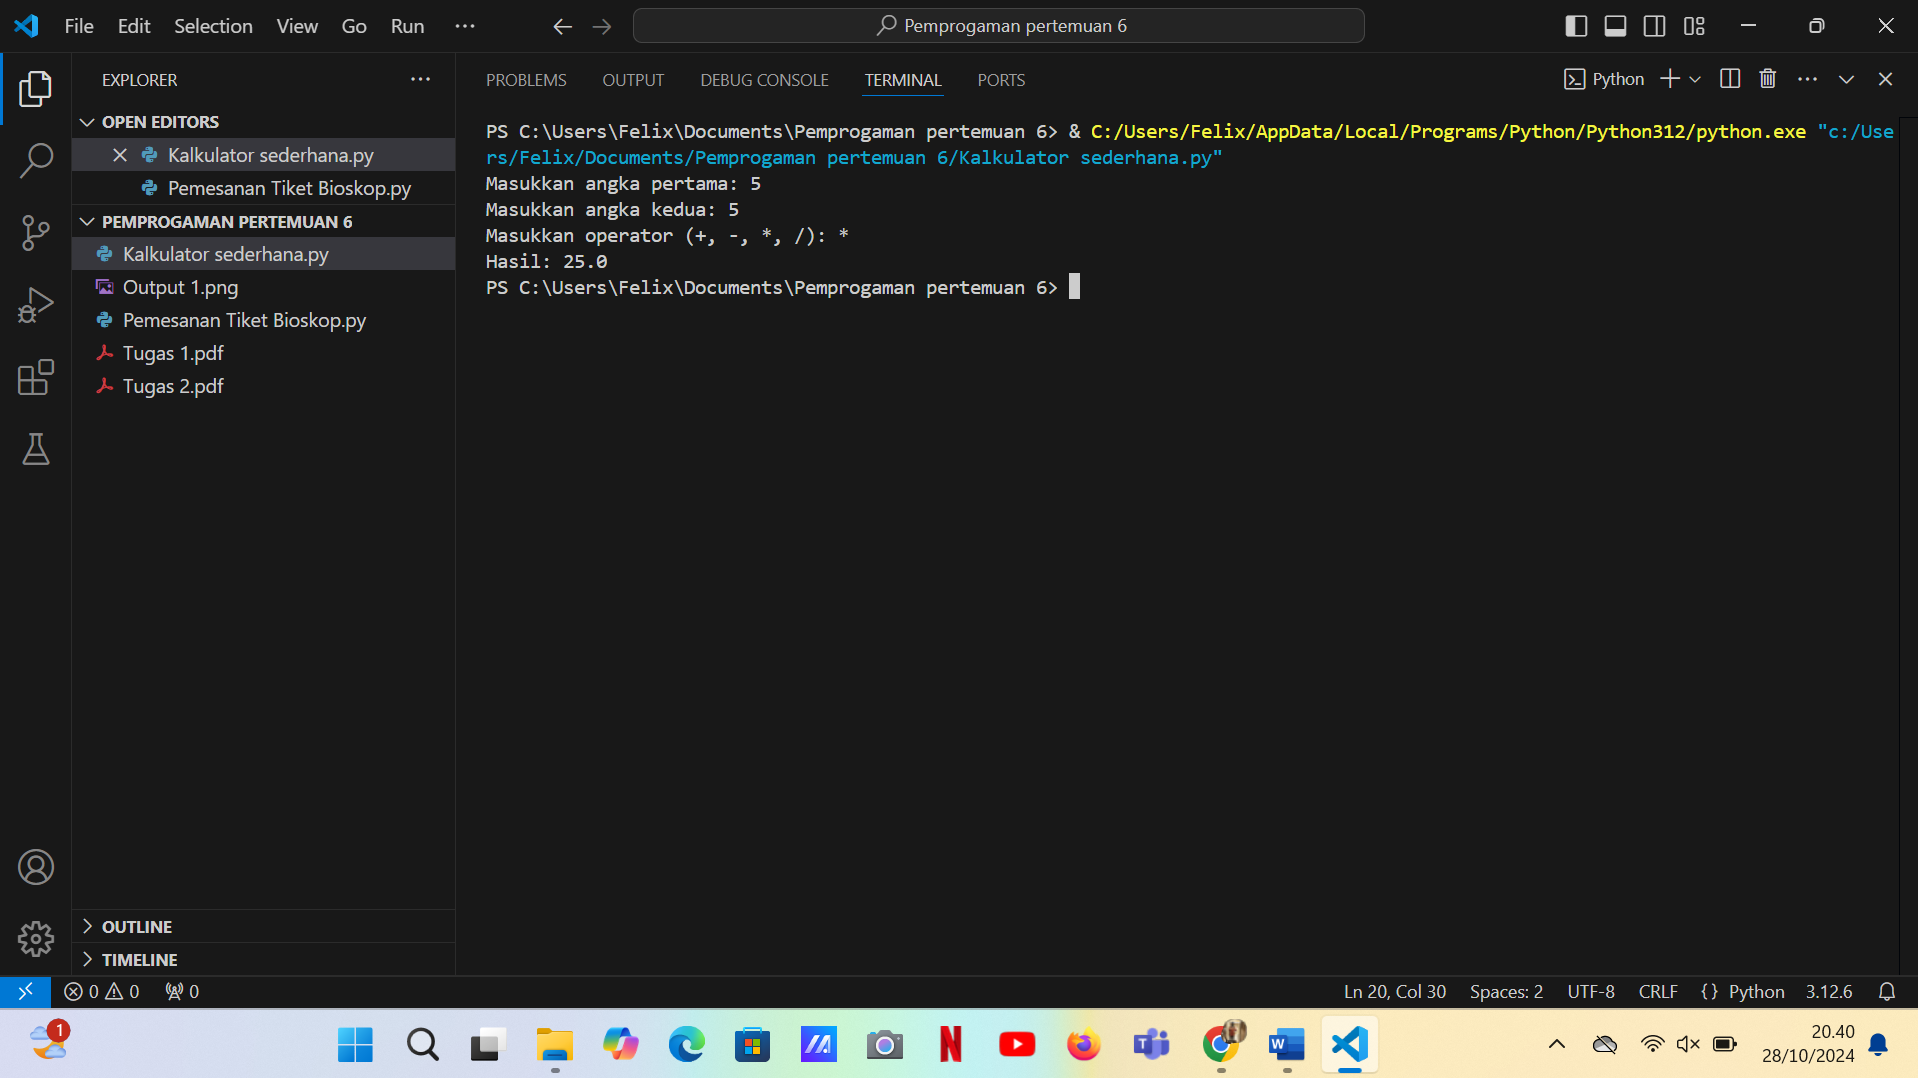 File Edit Selection View Go Run ···
Pemprogaman pertemuan 6
EXPLORER
OPEN EDITORS
Kalkulator sederhana.py
Pemesanan Tiket Bioskop.py
PEMPROGAMAN PERTEMUAN 6
Kalkulator sederhana.py
Output 1.png
Pemesanan Tiket Bioskop.py
Tugas 1.pdf
Tugas 2.pdf
OUTLINE
TIMELINE
PROBLEMS OUTPUT DEBUG CONSOLE TERMINAL PORTS
Python
PS C:\Users\Felix\Documents\Pemprogaman pertemuan 6> & C:/Users/Felix/AppData/Local/Programs/Python/Python312/python.exe "c:/Use
rs/Felix/Documents/Pemprogaman pertemuan 6/Kalkulator sederhana.py"
Masukkan angka pertama: 5
Masukkan angka kedua: 5
Masukkan operator (+, -, *, /): *
Hasil: 25.0
PS C:\Users\Felix\Documents\Pemprogaman pertemuan 6>
0 0 0
Ln 20, Col 30 Spaces: 2 UTF-8 CRLF {} Python 3.12.6
1
20.40
28/10/2024